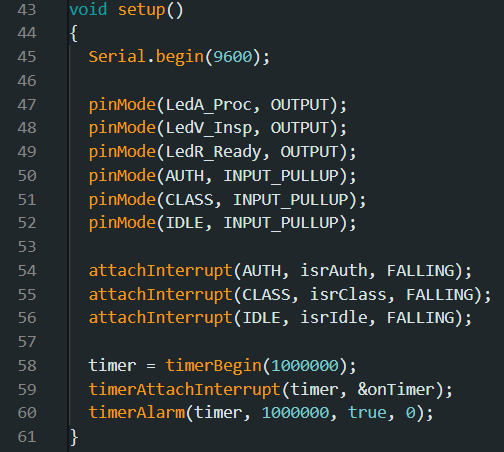 43 void setup()
44 {
45   Serial.begin(9600);
46
47   pinMode(LedA_Proc, OUTPUT);
48   pinMode(LedV_Insp, OUTPUT);
49   pinMode(LedR_Ready, OUTPUT);
50   pinMode(AUTH, INPUT_PULLUP);
51   pinMode(CLASS, INPUT_PULLUP);
52   pinMode(IDLE, INPUT_PULLUP);
53
54   attachInterrupt(AUTH, isrAuth, FALLING);
55   attachInterrupt(CLASS, isrClass, FALLING);
56   attachInterrupt(IDLE, isrIdle, FALLING);
57
58   timer = timerBegin(1000000);
59   timerAttachInterrupt(timer, &onTimer);
60   timerAlarm(timer, 1000000, true, 0);
61 }